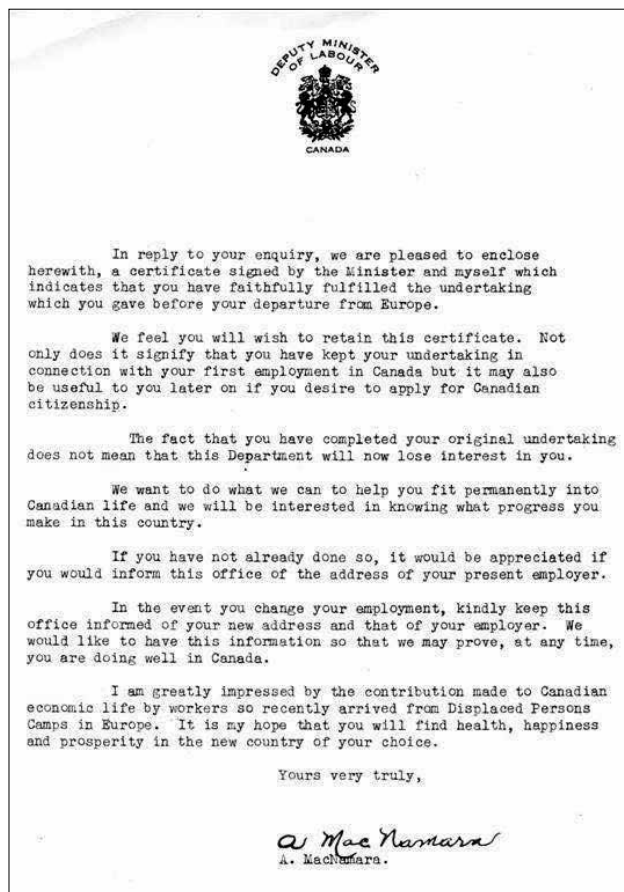 DEPUTY MINISTER
OF LABOUR
CANADA
In reply to your enquiry, we are pleased to enclose
herewith, a certificate signed by the Minister and myself which
indicates that you have faithfully fulfilled the undertaking
which you gave before your departure from Europe.
We feel you will wish to retain this certificate. Not
only does it signify that you have kept your undertaking in
connection with your first employment in Canada but it may also
be useful to you later on if you desire to apply for Canadian
citizenship.
The fact that you have completed your original undertaking
does not mean that this Department will now lose interest in you.
We want to do what we can to help you fit permanently into
Canadian life and we will be interested in knowing what progress you
make in this country.
If you have not already done so, it would be appreciated if
you would inform this office of the address of your present employer.
In the event you change your employment, kindly keep this
office informed of your new address and that of your employer. We
would like to have this information so that we may prove, at any time,
you are doing well in Canada.
I am greatly impressed by the contribution made to Canadian
economic life by workers so recently arrived from Displaced Persons
Camps in Europe. It is my hope that you will find health, happiness
and prosperity in the new country of your choice.
Yours very truly,
A Mac Namara
A. MacNamara.